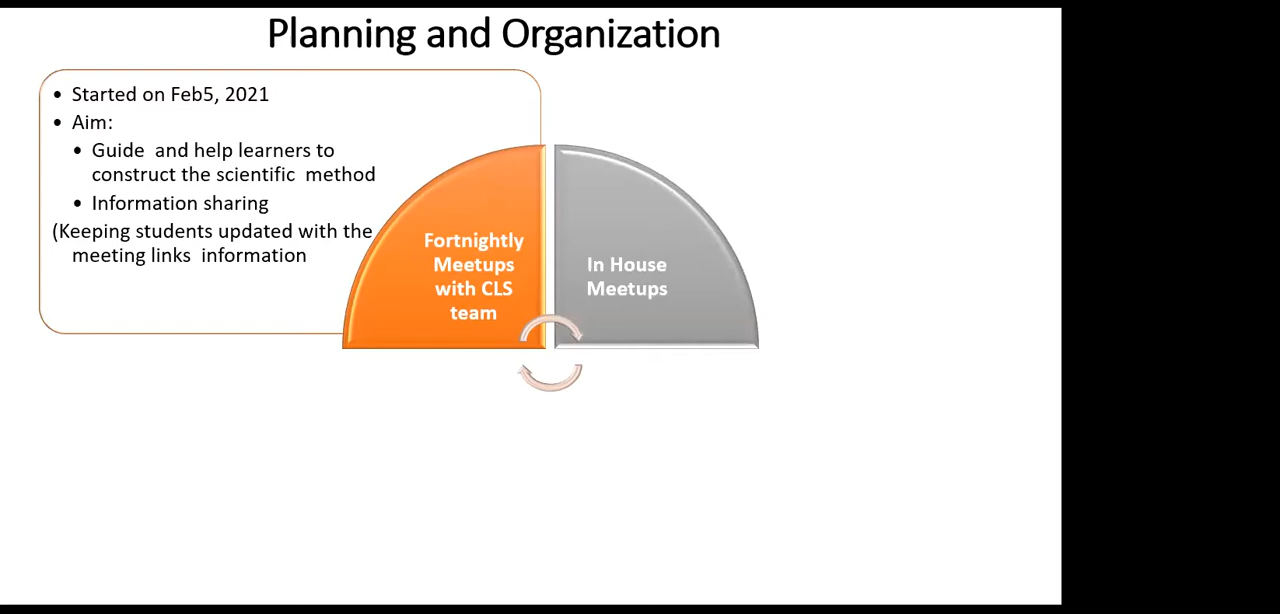 Planning and Organization
• Started on Feb5, 2021
• Aim:
• Guide and help learners to
construct the scientific method
• Information sharing
(Keeping students updated with the
meeting links information
Fortnightly
Meetups
with CLS
team
In House
Meetups